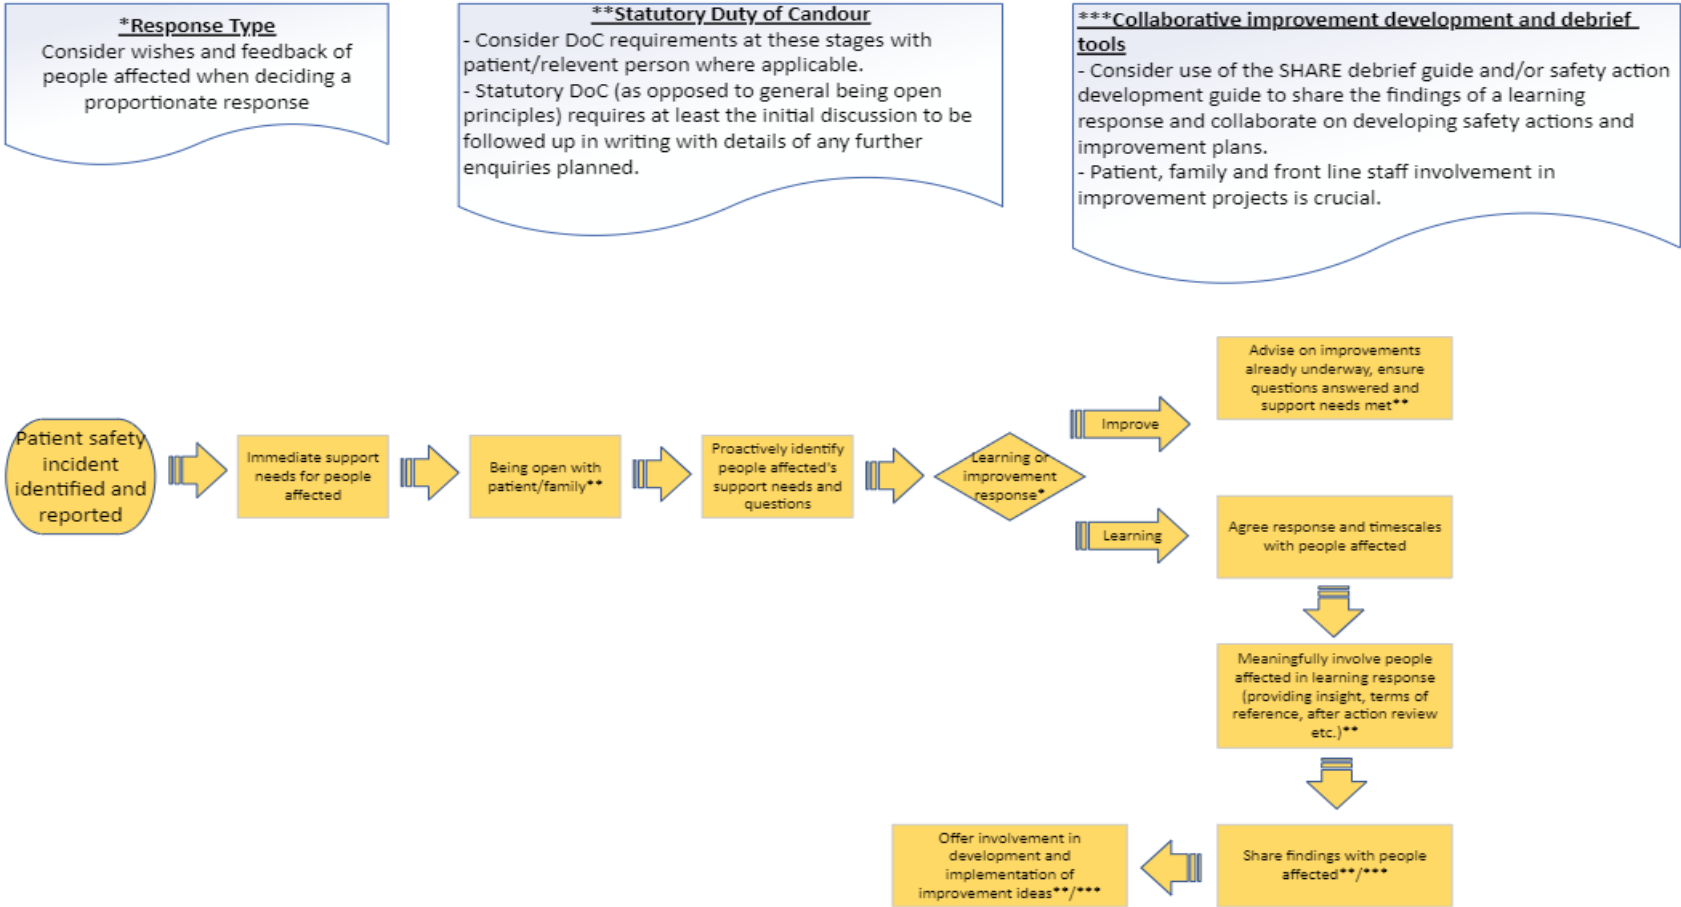 *Response Type
Consider wishes and feedback of
people affected when deciding a
proportionate response
**Statutory Duty of Candour
- Consider DoC requirements at these stages with
patient/relevent person where applicable.
- Statutory DoC (as opposed to general being open
principles) requires at least the initial discussion to be
followed up in writing with details of any further
enquiries planned.
***Collaborative improvement development and debrief
tools
- Consider use of the SHARE debrief guide and/or safety action
development guide to share the findings of a learning
response and collaborate on developing safety actions and
improvement plans.
- Patient, family and front line staff involvement in
improvement projects is crucial.
Patient safety
incident
identified and
reported
Immediate support
needs for people
affected
Being open with
patient/family**
Proactively identify
people affected's
support needs and
questions
Learning or
improvement
response*
Improve
Advise on improvements
already underway, ensure
questions answered and
support needs met**
Learning
Agree response and timescales
with people affected
Meaningfully involve people
affected in learning response
(providing insight, terms of
reference, after action review
etc.)**
Share findings with people
affected**/***
Offer involvement in
development and
implementation of
improvement ideas**/***